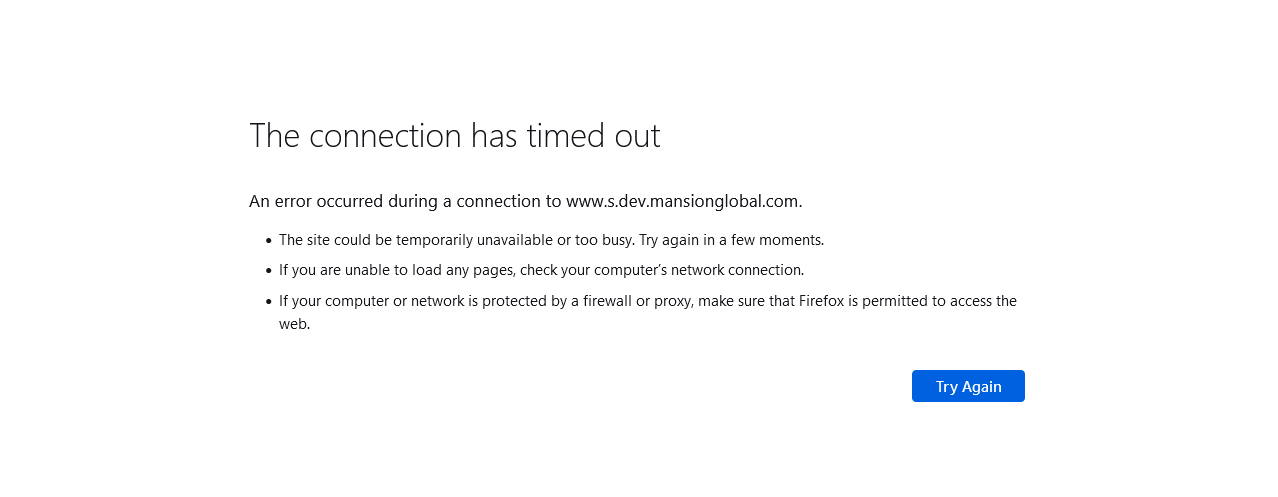 The connection has timed out
An error occurred during a connection to www.s.dev.mansionglobal.com.
• The site could be temporarily unavailable or too busy. Try again in a few moments.
• If you are unable to load any pages, check your computer’s network connection.
• If your computer or network is protected by a firewall or proxy, make sure that Firefox is permitted to access the
web.
Try Again